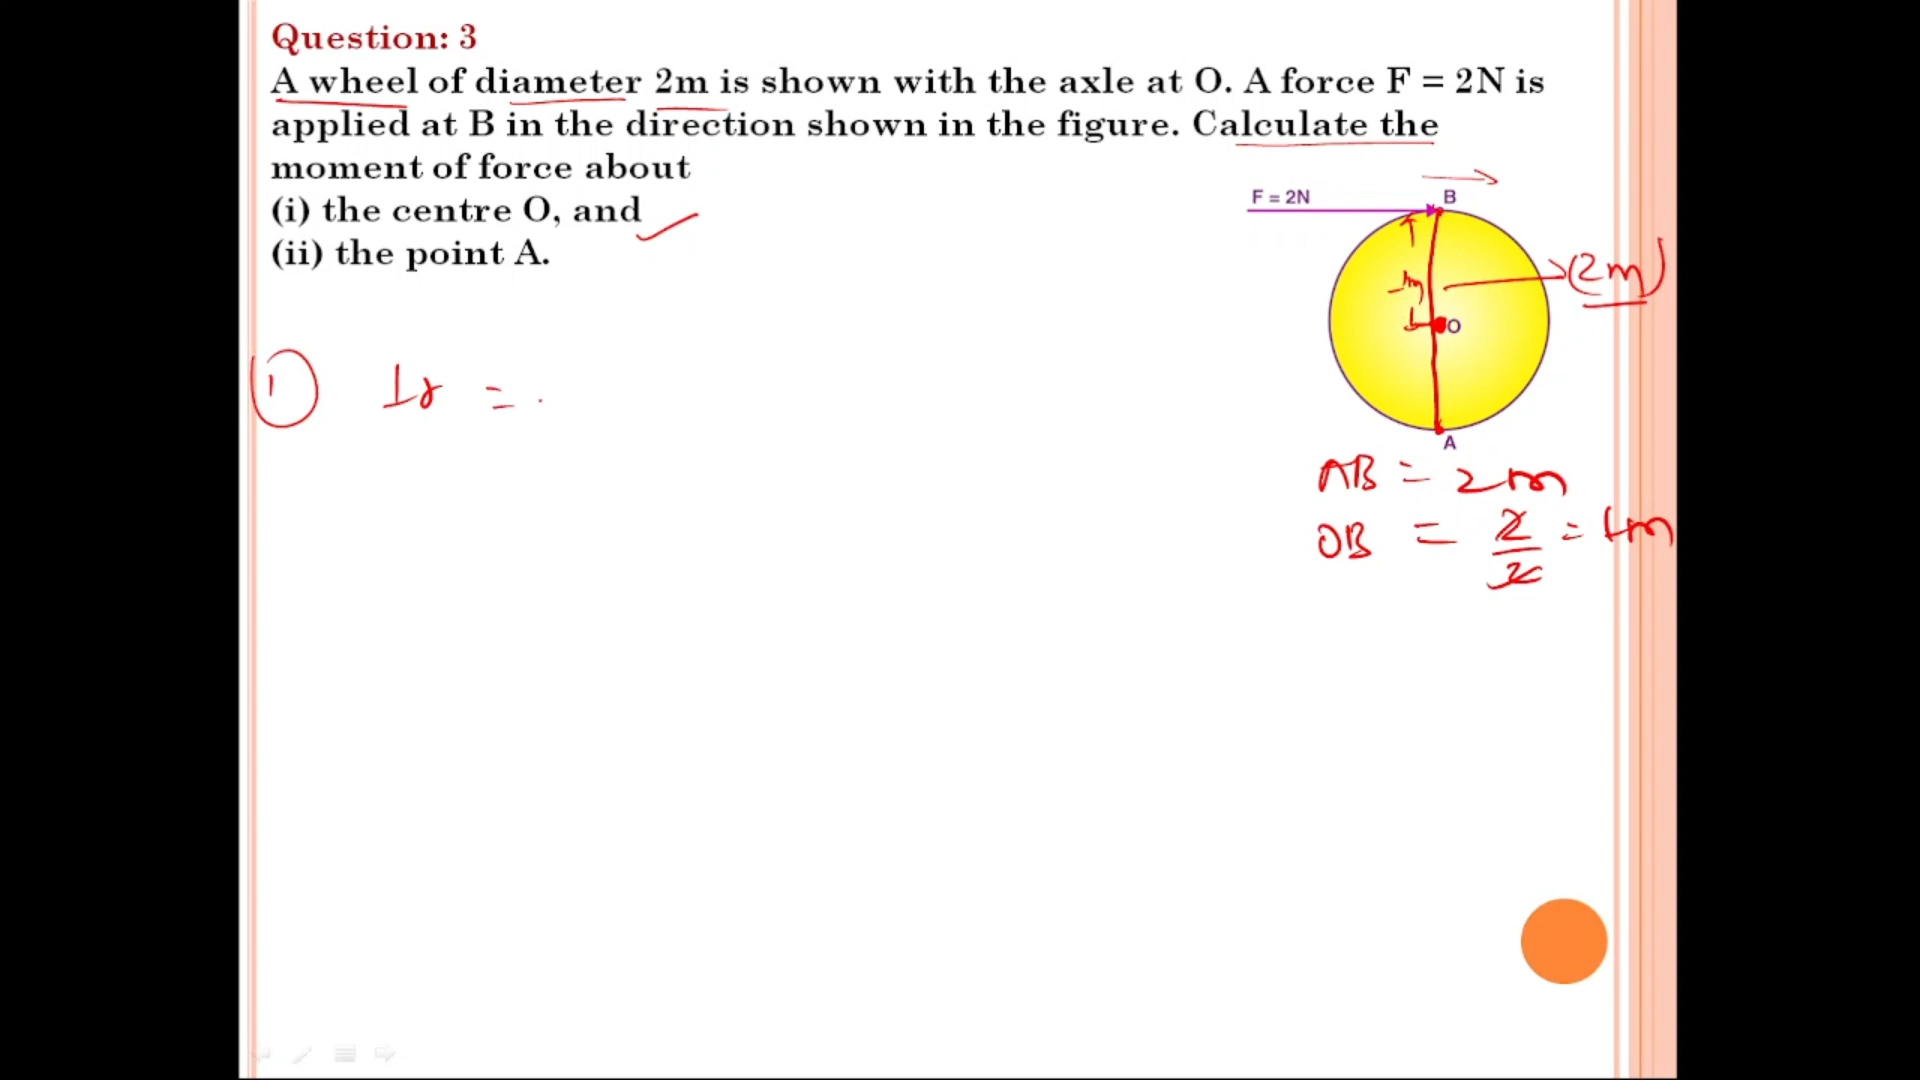 Question: 3
A wheel of diameter 2m is shown with the axle at O. A force F = 2N is
applied at B in the direction shown in the figure. Calculate the
moment of force about
(i) the centre O, and
(ii) the point A.
F = 2N
B
(2m)
1m
O
A
AB = 2m
OB = 2/2 = 1m
① ⊥r =